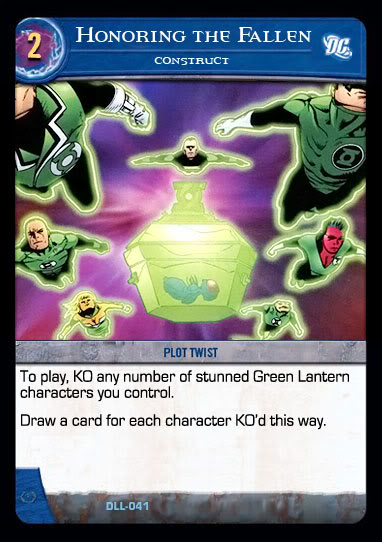 2
HONORING THE FALLEN
CONSTRUCT
DC
PLOT TWIST
To play, KO any number of stunned Green Lantern
characters you control.
Draw a card for each character KO'd this way.
DLL-041